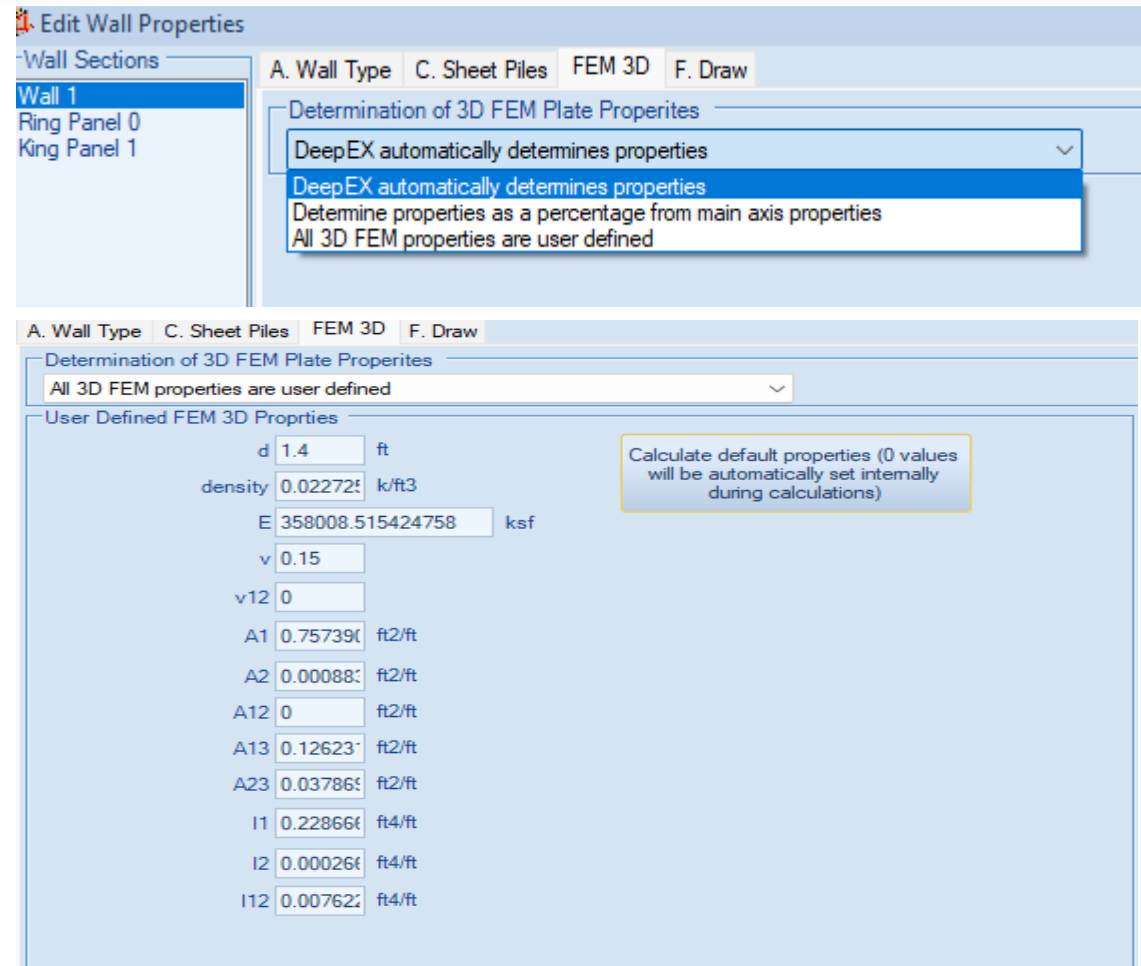 Edit Wall Properties
Wall Sections
A. Wall Type C. Sheet Piles FEM 3D F. Draw
Wall 1
Ring Panel 0
King Panel 1
Determination of 3D FEM Plate Properites
DeepEX automatically determines properties
DeepEX automatically determines properties
Determine properties as a percentage from main axis properties
All 3D FEM properties are user defined
A. Wall Type C. Sheet Piles FEM 3D F. Draw
Determination of 3D FEM Plate Properites
All 3D FEM properties are user defined
User Defined FEM 3D Proprties
d 1.4 ft
Calculate default properties (0 values
will be automatically set internally
during calculations)
density 0.022725 k/ft3
E 358008.515424758 ksf
v 0.15
v12 0
A1 0.757390 ft2/ft
A2 0.000883 ft2/ft
A12 0 ft2/ft
A13 0.126231 ft2/ft
A23 0.037869 ft2/ft
I1 0.228666 ft4/ft
I2 0.000266 ft4/ft
I12 0.007622 ft4/ft